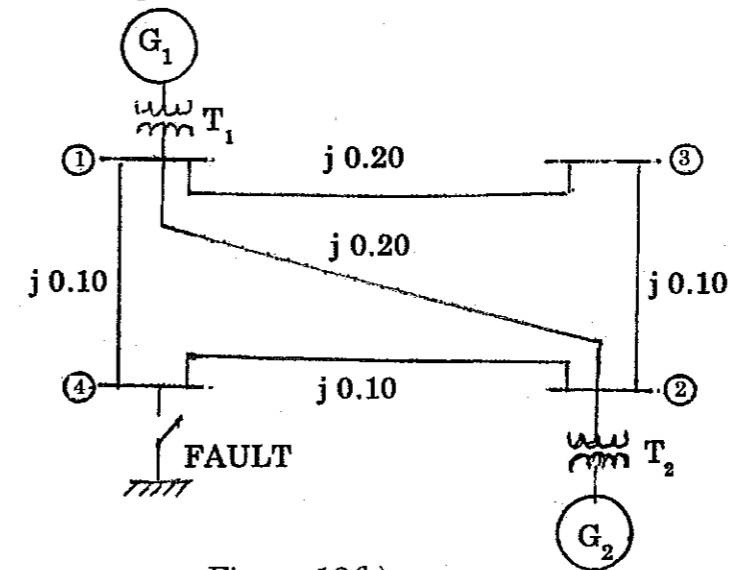 G1
T1
① j 0.20 ③
j 0.20
j 0.10 j 0.10
④ j 0.10 ②
FAULT T2
G2